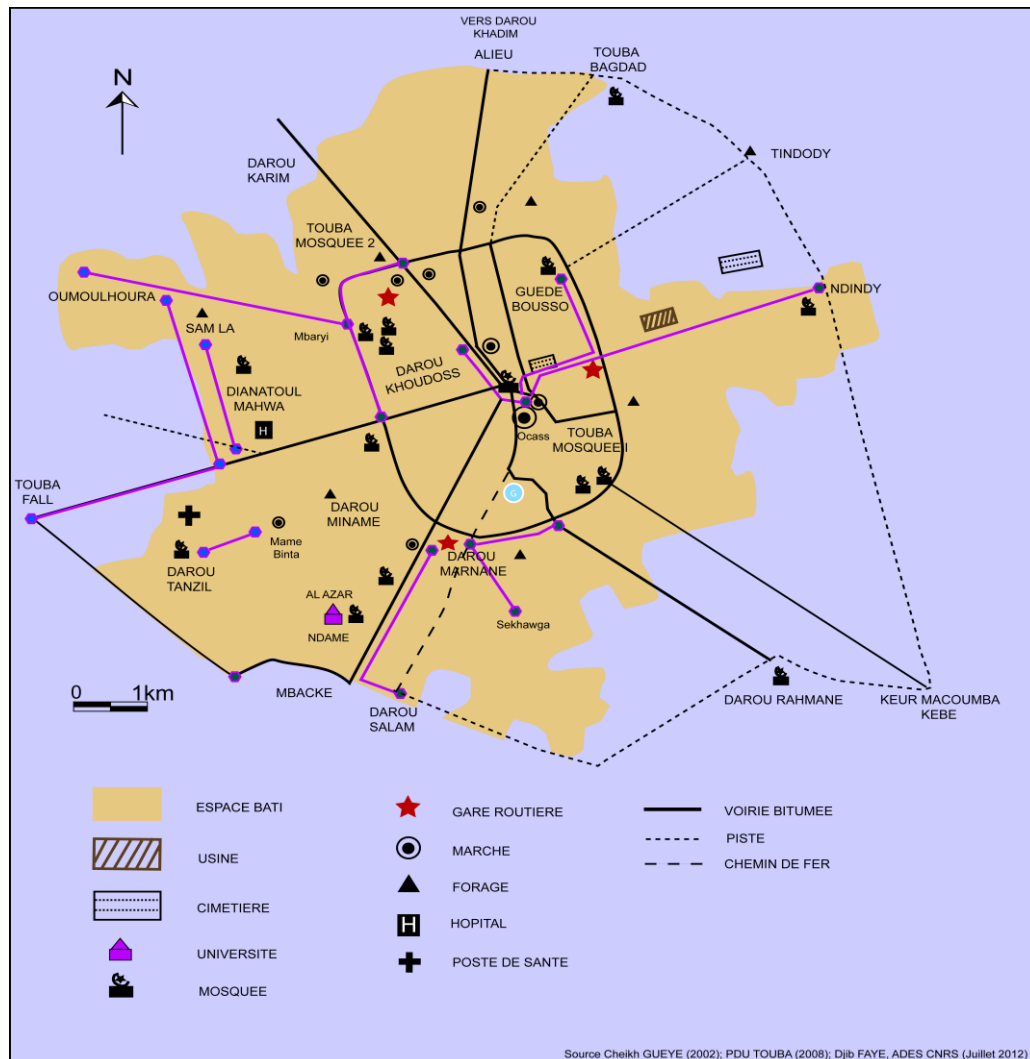 VERS DAROU
KHADIM
ALIEU
TOUBA
BAGDAD
N
TINDODY
DAROU
KARIM
TOUBA
MOSQUEE 2
GUEDE
BOUSSO
NDINDY
OUMOULHOURA
SAM LA
Mbaryi
DAROU
KHOUDOSS
DIANATOUL
MAHWA
H
Ocass
TOUBA
MOSQUEE I
TOUBA
FALL
G
DAROU
MINAME
Mame
Binta
DAROU
TANZIL
DAROU
MARNANE
AL AZAR
NDAME
Sekhawga
0 1km
MBACKE
DAROU
SALAM
DAROU RAHMANE
KEUR MACOUMBA
KEBE
ESPACE BATI
USINE
CIMETIERE
UNIVERSITE
MOSQUEE
GARE ROUTIERE
MARCHE
FORAGE
H HOPITAL
POSTE DE SANTE
VOIRIE BITUMEE
PISTE
CHEMIN DE FER
Source Cheikh GUEYE (2002); PDU TOUBA (2008); Djib FAYE, ADES CNRS (Juillet 2012)